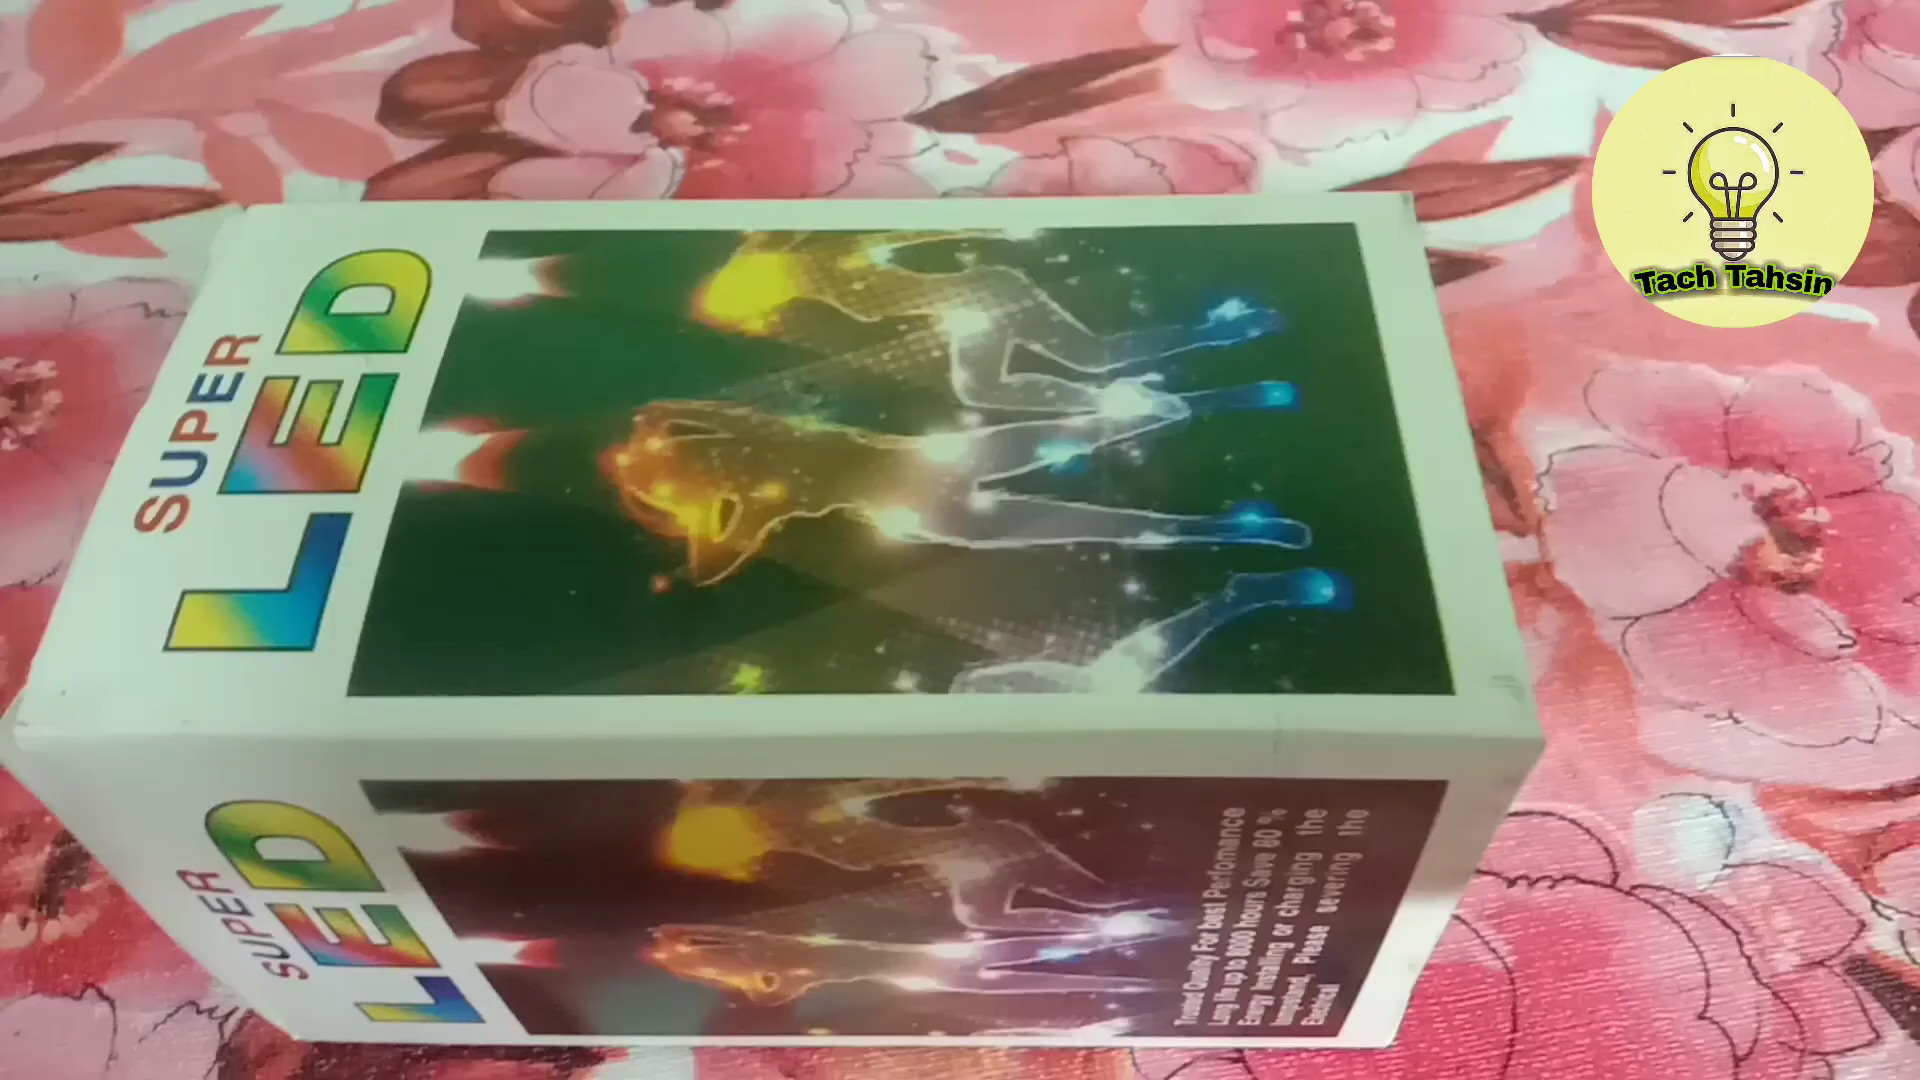 SUPER
LED
SUPER
LED
Trused Quality For best Perfomance
Long life up to 8000 hours Save 80 %
Energy Installing or charging the
Please severing the
Electrical
Tach Tahsin